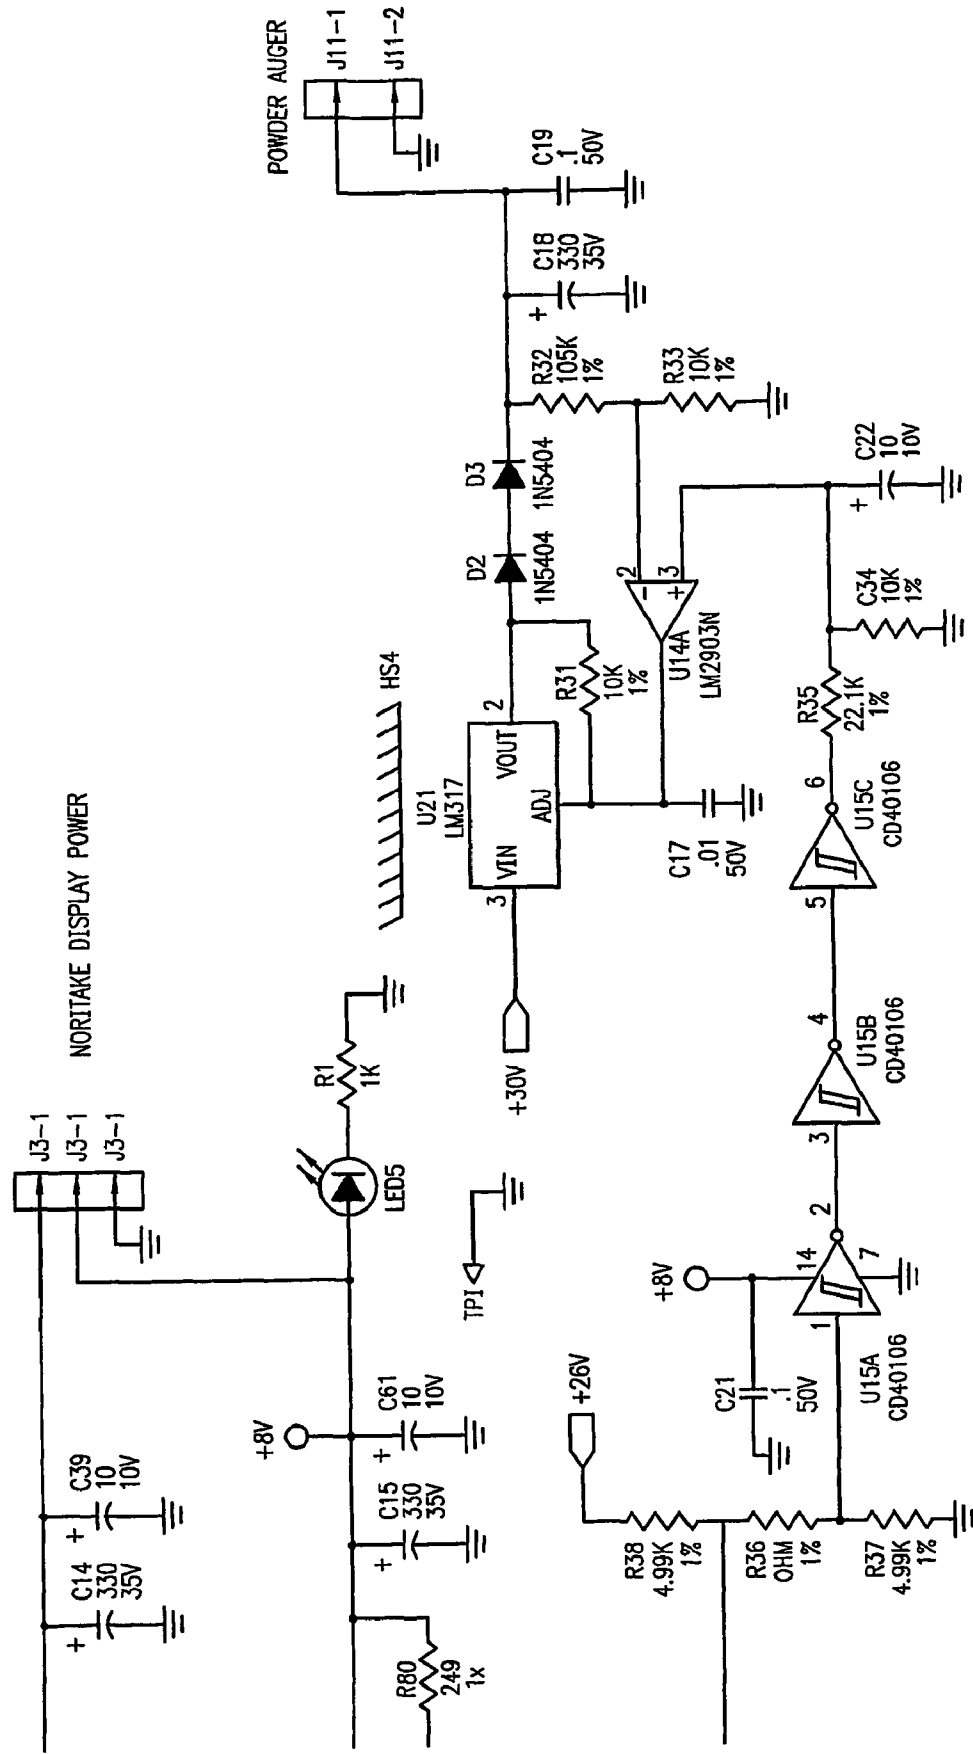 NORITAKE DISPLAY POWER
J3-1
J3-1
J3-1
C14
330
35V
+
C39
10
10V
+
+8V
R80
249
1x
C15
330
35V
+
C61
10
10V
+
LED5
R1
1K
TPI
POWDER AUGER
J11-1
J11-2
HS4
+30V
3
VIN
U21
LM317
VOUT
2
ADJ
D2
1N5404
D3
1N5404
R31
10K
1%
C17
.01
50V
R32
105K
1%
R33
10K
1%
C18
330
35V
+
C19
.1
50V
2
-
3
+
U14A
LM2903N
+26V
R38
4.99K
1%
R36
OHM
1%
R37
4.99K
1%
+8V
C21
.1
50V
14
1
7
2
U15A
CD40106
3
4
U15B
CD40106
5
6
U15C
CD40106
R35
22.1K
1%
C34
10K
1%
C22
10
10V
+